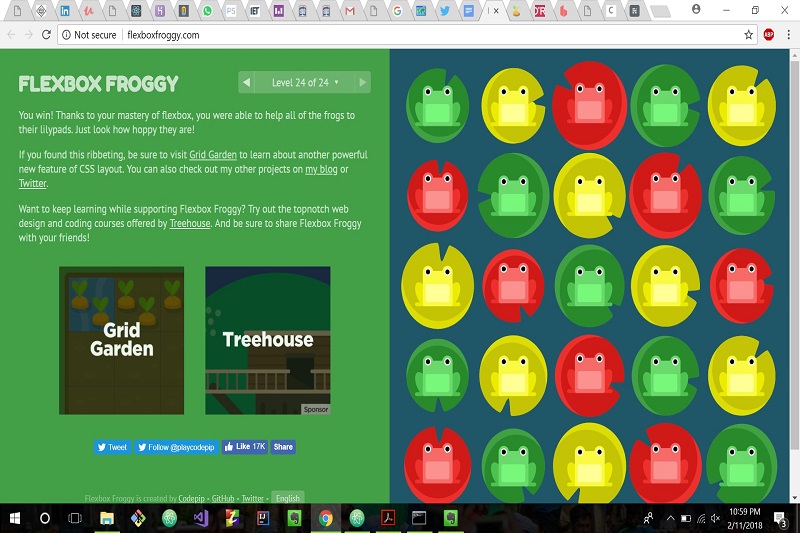 Not secure | flexboxfroggy.com
ABP
FLEXBOX FROGGY
Level 24 of 24
You win! Thanks to your mastery of flexbox, you were able to help all of the frogs to
their lilypads. Just look how hoppy they are!
If you found this ribbeting, be sure to visit Grid Garden to learn about another powerful
new feature of CSS layout. You can also check out my other projects on my blog or
Twitter.
Want to keep learning while supporting Flexbox Froggy? Try out the topnotch web
design and coding courses offered by Treehouse. And be sure to share Flexbox Froggy
with your friends!
Grid
Garden
Treehouse
Sponsor
Tweet
Follow @playcodepip
Like 17K
Share
Flexbox Froggy is created by Codepip • GitHub • Twitter • English
10:59 PM
2/11/2018
3